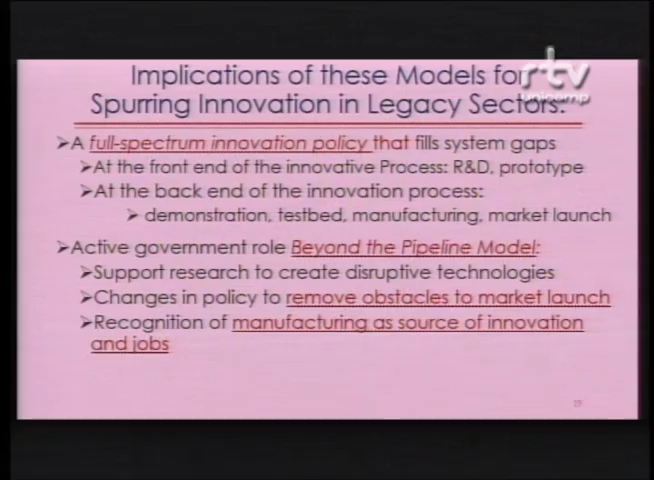 Implications of these Models for
Spurring Innovation in Legacy Sectors:
rtv
unicamp
➢A full-spectrum innovation policy that fills system gaps
➢At the front end of the innovative Process: R&D, prototype
➢At the back end of the innovation process:
➢ demonstration, testbed, manufacturing, market launch
➢Active government role Beyond the Pipeline Model:
➢Support research to create disruptive technologies
➢Changes in policy to remove obstacles to market launch
➢Recognition of manufacturing as source of innovation
and jobs